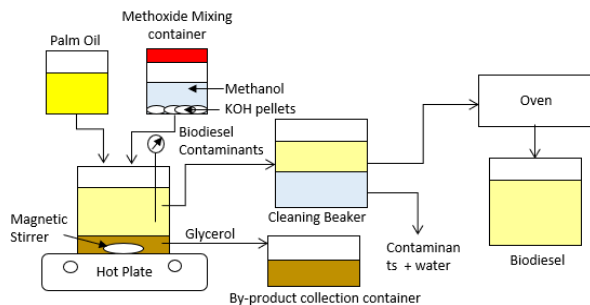 Methoxide Mixing
container
Palm Oil
Methanol
KOH pellets
Biodiesel
Contaminants
Oven
Magnetic
Stirrer
Glycerol
Cleaning Beaker
Hot Plate
Contaminan
ts + water
Biodiesel
By-product collection container